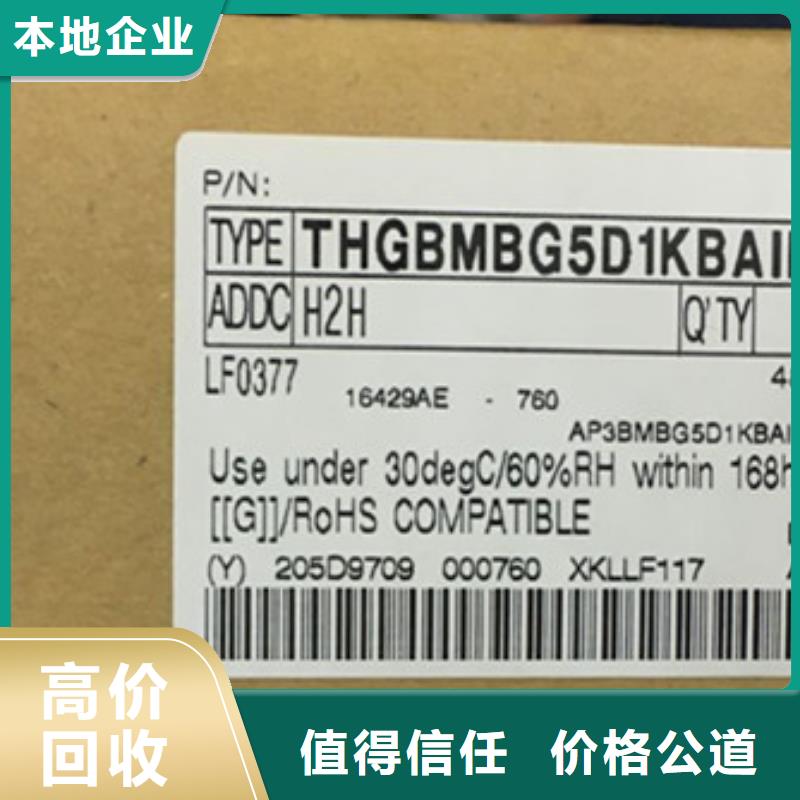 本地企业
P/N:
TYPE THGBMBG5D1KBAI
ADDC H2H Q'TY
LF0377
16429AE - 760
AP3BMBG5D1KBAI
Use under 30degC/60%RH within 168h
[[G]]/RoHS COMPATIBLE
(Y) 205D9709 000760 XKLLF117
高价
回收
值得信任 价格公道